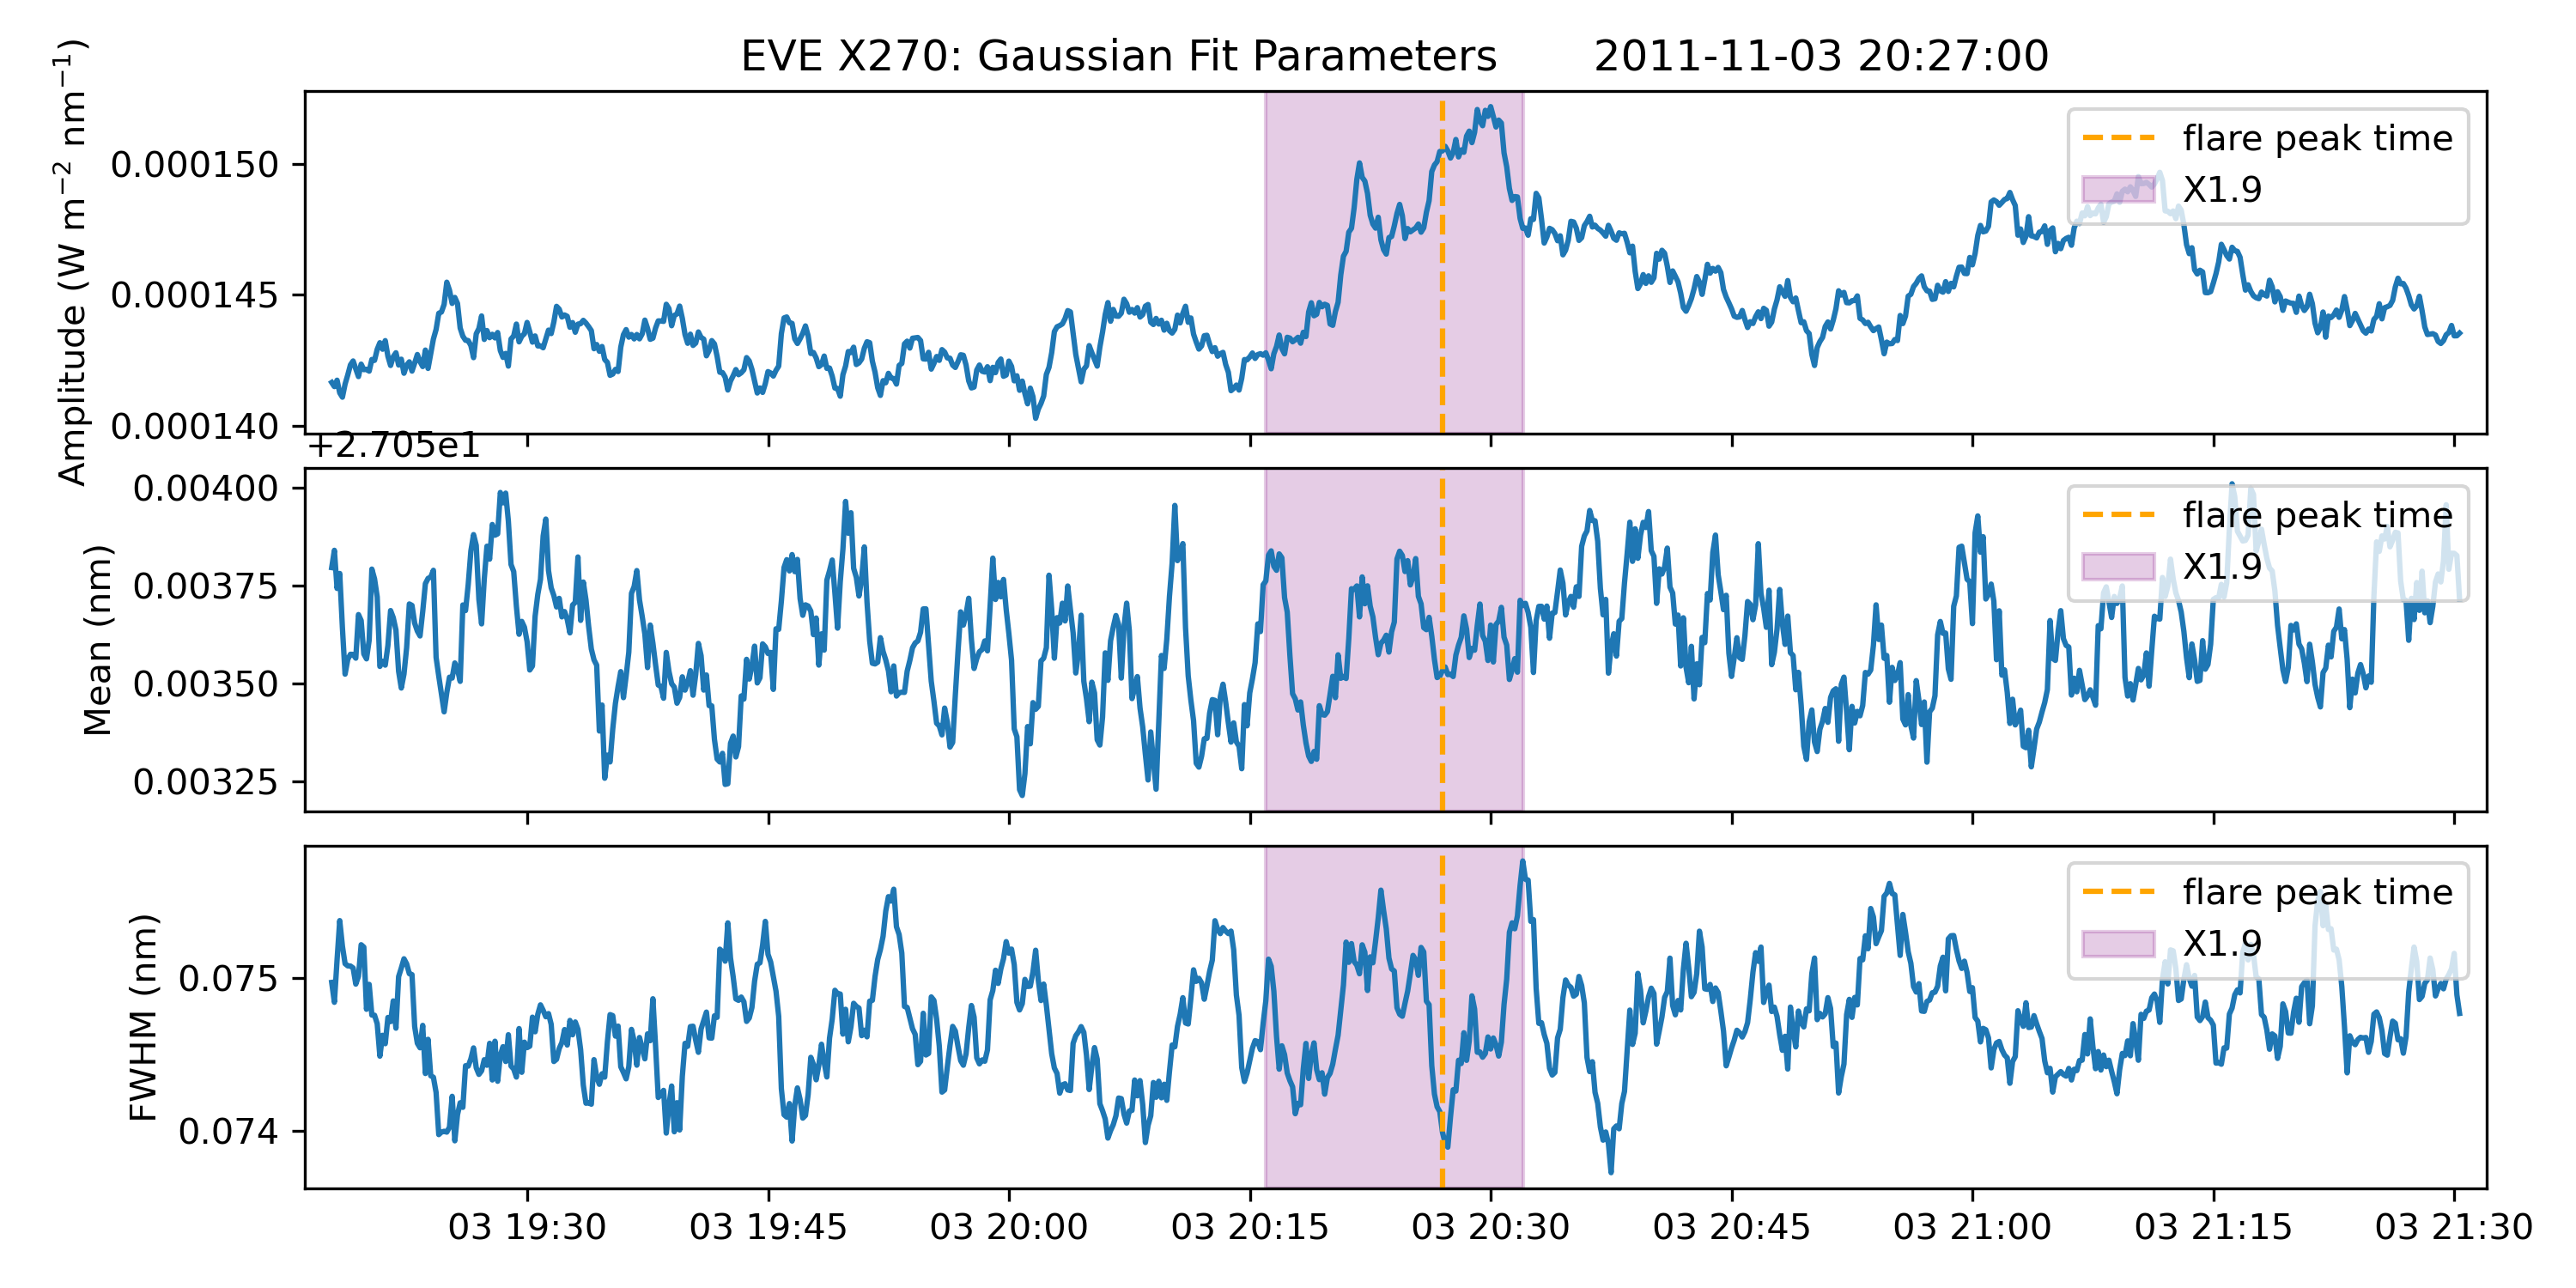 EVE X270: Gaussian Fit Parameters 2011-11-03 20:27:00
Amplitude (W m⁻² nm⁻¹)
0.000150
0.000145
0.000140
flare peak time
X1.9
+2.705e1
Mean (nm)
0.00400
0.00375
0.00350
0.00325
flare peak time
X1.9
FWHM (nm)
0.075
0.074
flare peak time
X1.9
03 19:30 03 19:45 03 20:00 03 20:15 03 20:30 03 20:45 03 21:00 03 21:15 03 21:30